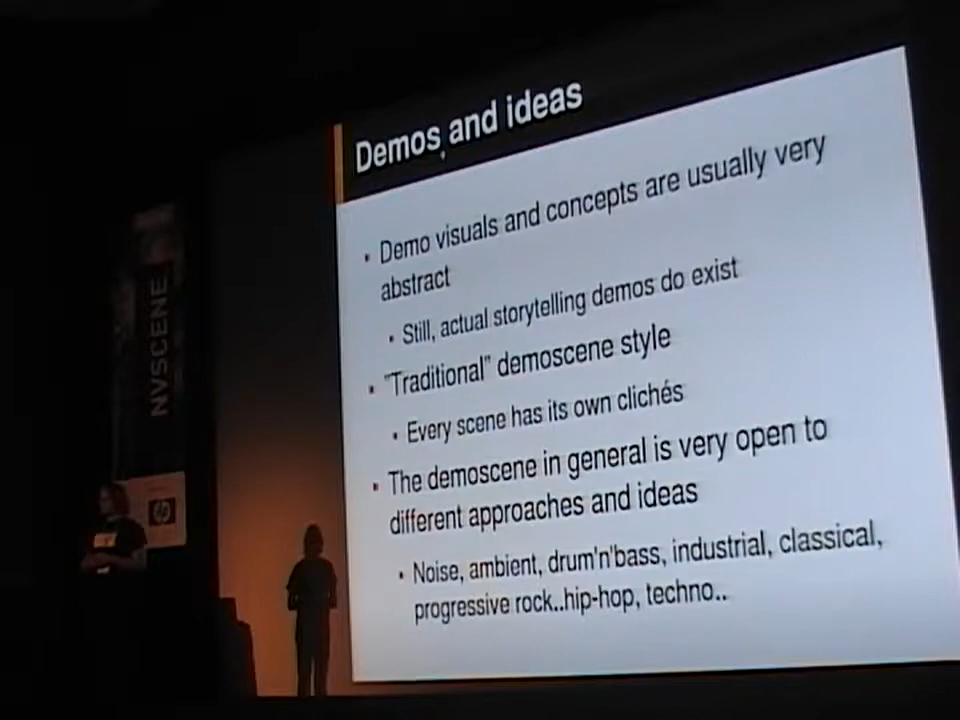 Demos and ideas
Demo visuals and concepts are usually very
abstract
Still, actual storytelling demos do exist
"Traditional" demoscene style
Every scene has its own clichés
The demoscene in general is very open to
different approaches and ideas
Noise, ambient, drum'n'bass, industrial, classical,
progressive rock..hip-hop, techno..
NVSCENE
hp